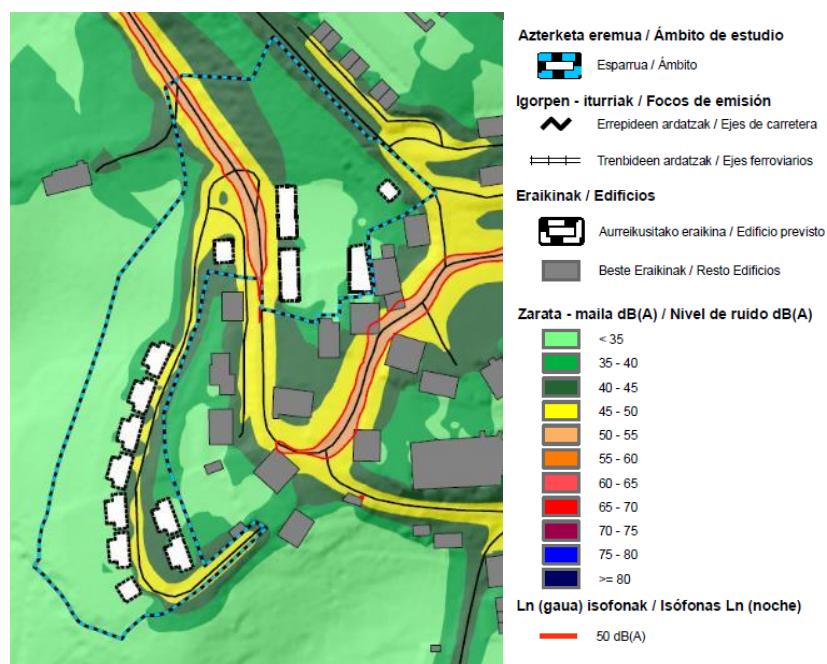 Azterketa eremua / Ámbito de estudio
Esparrua / Ámbito
Igorpen - iturriak / Focos de emisión
Errepideen ardatzak / Ejes de carretera
Trenbideen ardatzak / Ejes ferroviarios
Eraikinak / Edificios
Aurreikusitako eraikina / Edificio previsto
Beste Eraikinak / Resto Edificios
Zarata - maila dB(A) / Nivel de ruido dB(A)
< 35
35 - 40
40 - 45
45 - 50
50 - 55
55 - 60
60 - 65
65 - 70
70 - 75
75 - 80
>= 80
Ln (gaua) isofonak / Isófonas Ln (noche)
50 dB(A)